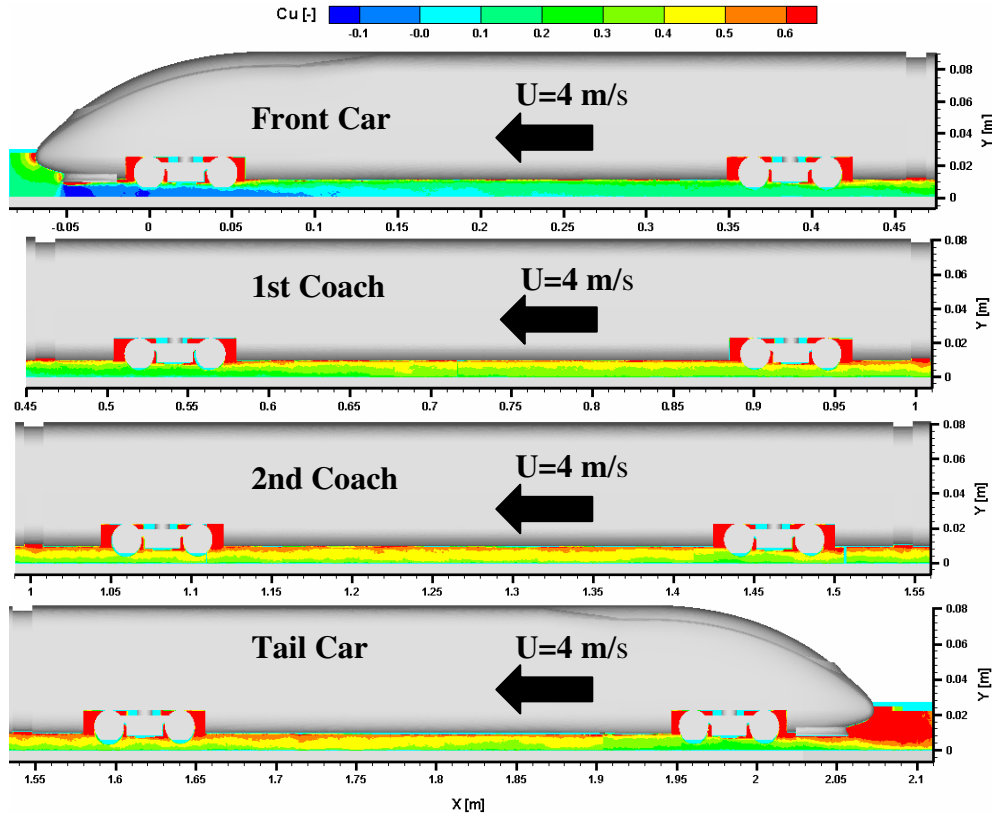 Cu [-]
-0.1 -0.0 0.1 0.2 0.3 0.4 0.5 0.6
Front Car
U=4 m/s
0.08
0.06
0.04
0.02
0
Y [m]
-0.05 0 0.05 0.1 0.15 0.2 0.25 0.3 0.35 0.4 0.45
1st Coach
U=4 m/s
0.08
0.06
0.04
0.02
0
Y [m]
0.45 0.5 0.55 0.6 0.65 0.7 0.75 0.8 0.85 0.9 0.95 1
2nd Coach
U=4 m/s
0.08
0.06
0.04
0.02
0
Y [m]
1 1.05 1.1 1.15 1.2 1.25 1.3 1.35 1.4 1.45 1.5 1.55
Tail Car
U=4 m/s
0.08
0.06
0.04
0.02
0
Y [m]
1.55 1.6 1.65 1.7 1.75 1.8 1.85 1.9 1.95 2 2.05 2.1
X [m]